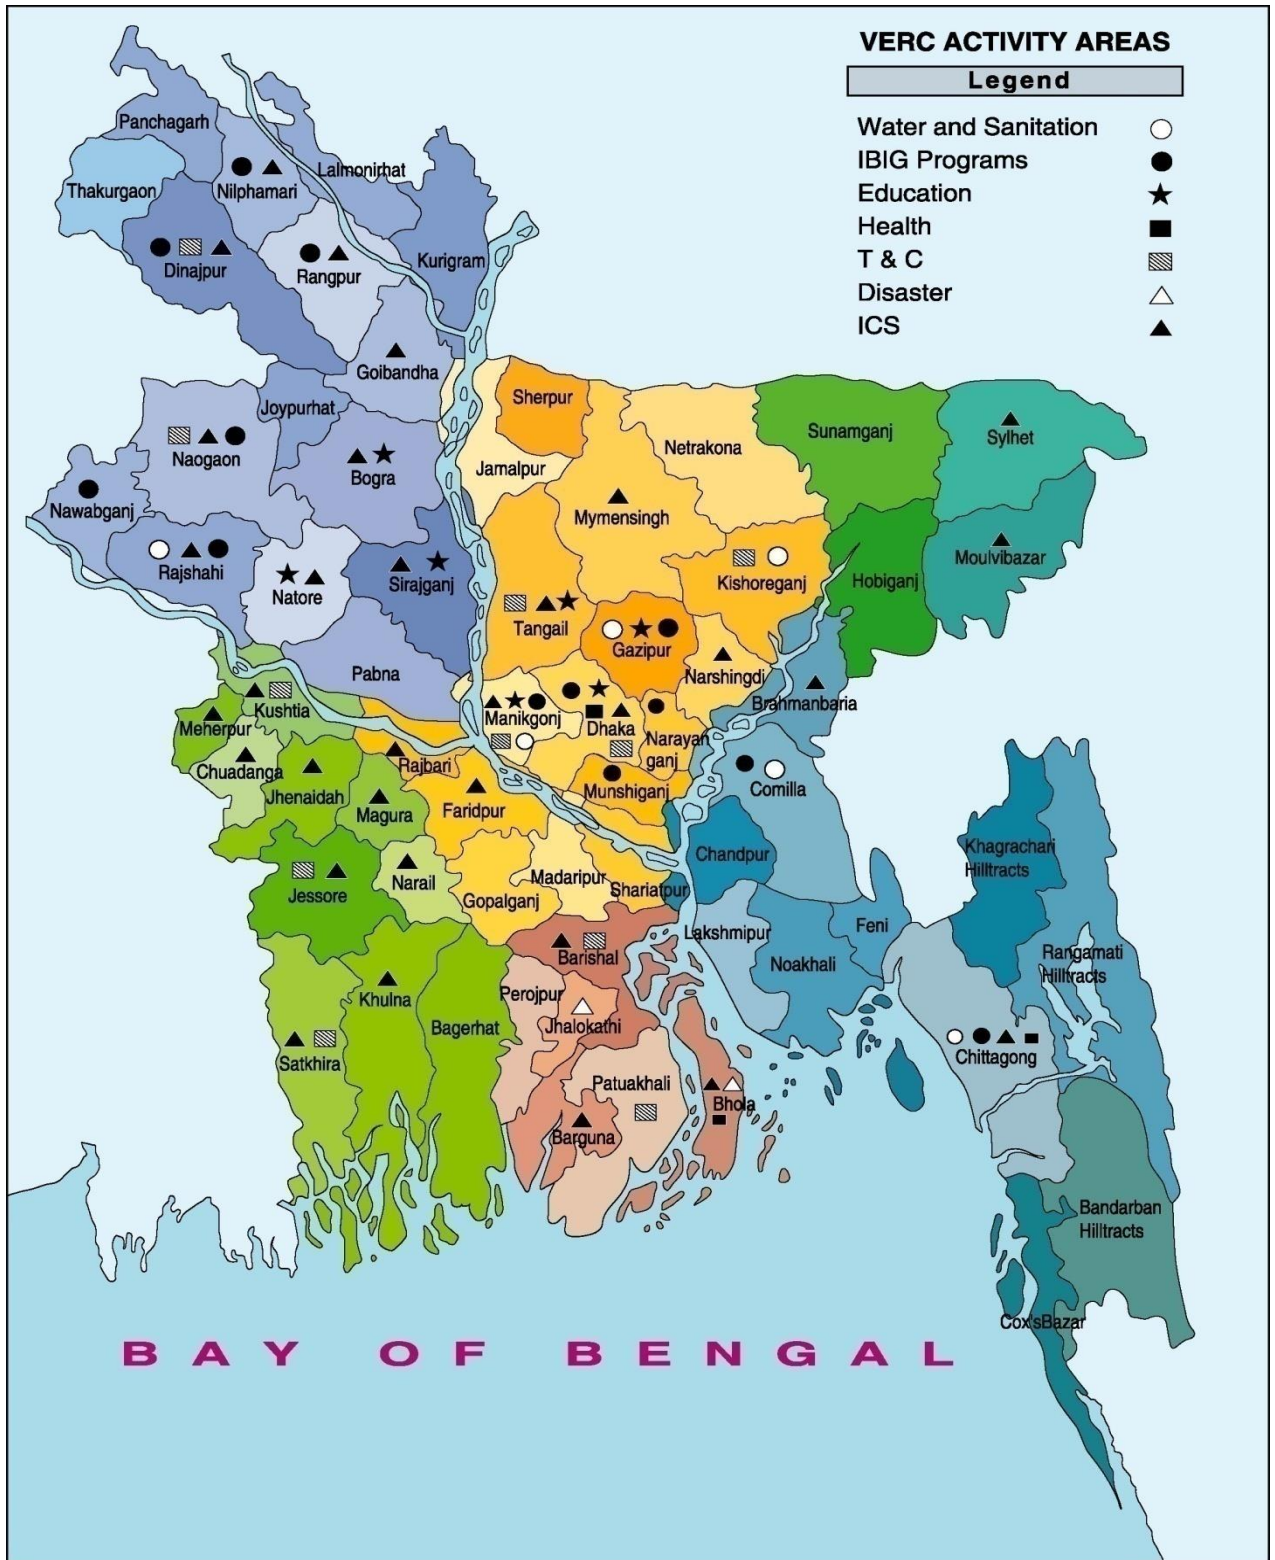 VERC ACTIVITY AREAS
Legend
Water and Sanitation
IBIG Programs
Education
Health
T & C
Disaster
ICS
Panchagarh
Thakurgaon
Nilphamari
Lalmonirhat
Dinajpur
Rangpur
Kurigram
Goibandha
Joypurhat
Naogaon
Bogra
Nawabganj
Rajshahi
Natore
Sirajganj
Pabna
Sherpur
Jamalpur
Netrakona
Mymensingh
Sunamganj
Sylhet
Moulvibazar
Hobiganj
Kishoreganj
Tangail
Gazipur
Narshingdi
Brahmanbaria
Manikgonj
Dhaka
Narayan
ganj
Munshiganj
Comilla
Kushtia
Meherpur
Chuadanga
Jhenaidah
Magura
Rajbari
Faridpur
Jessore
Narail
Gopalganj
Madaripur
Shariatpur
Chandpur
Khagrachari
Hilltracts
Lakshmipur
Noakhali
Feni
Rangamati
Hilltracts
Barishal
Khulna
Bagerhat
Perojpur
Jhalokathi
Satkhira
Patuakhali
Bhola
Barguna
Chittagong
Bandarban
Hilltracts
Cox'sBazar
BAY OF BENGAL